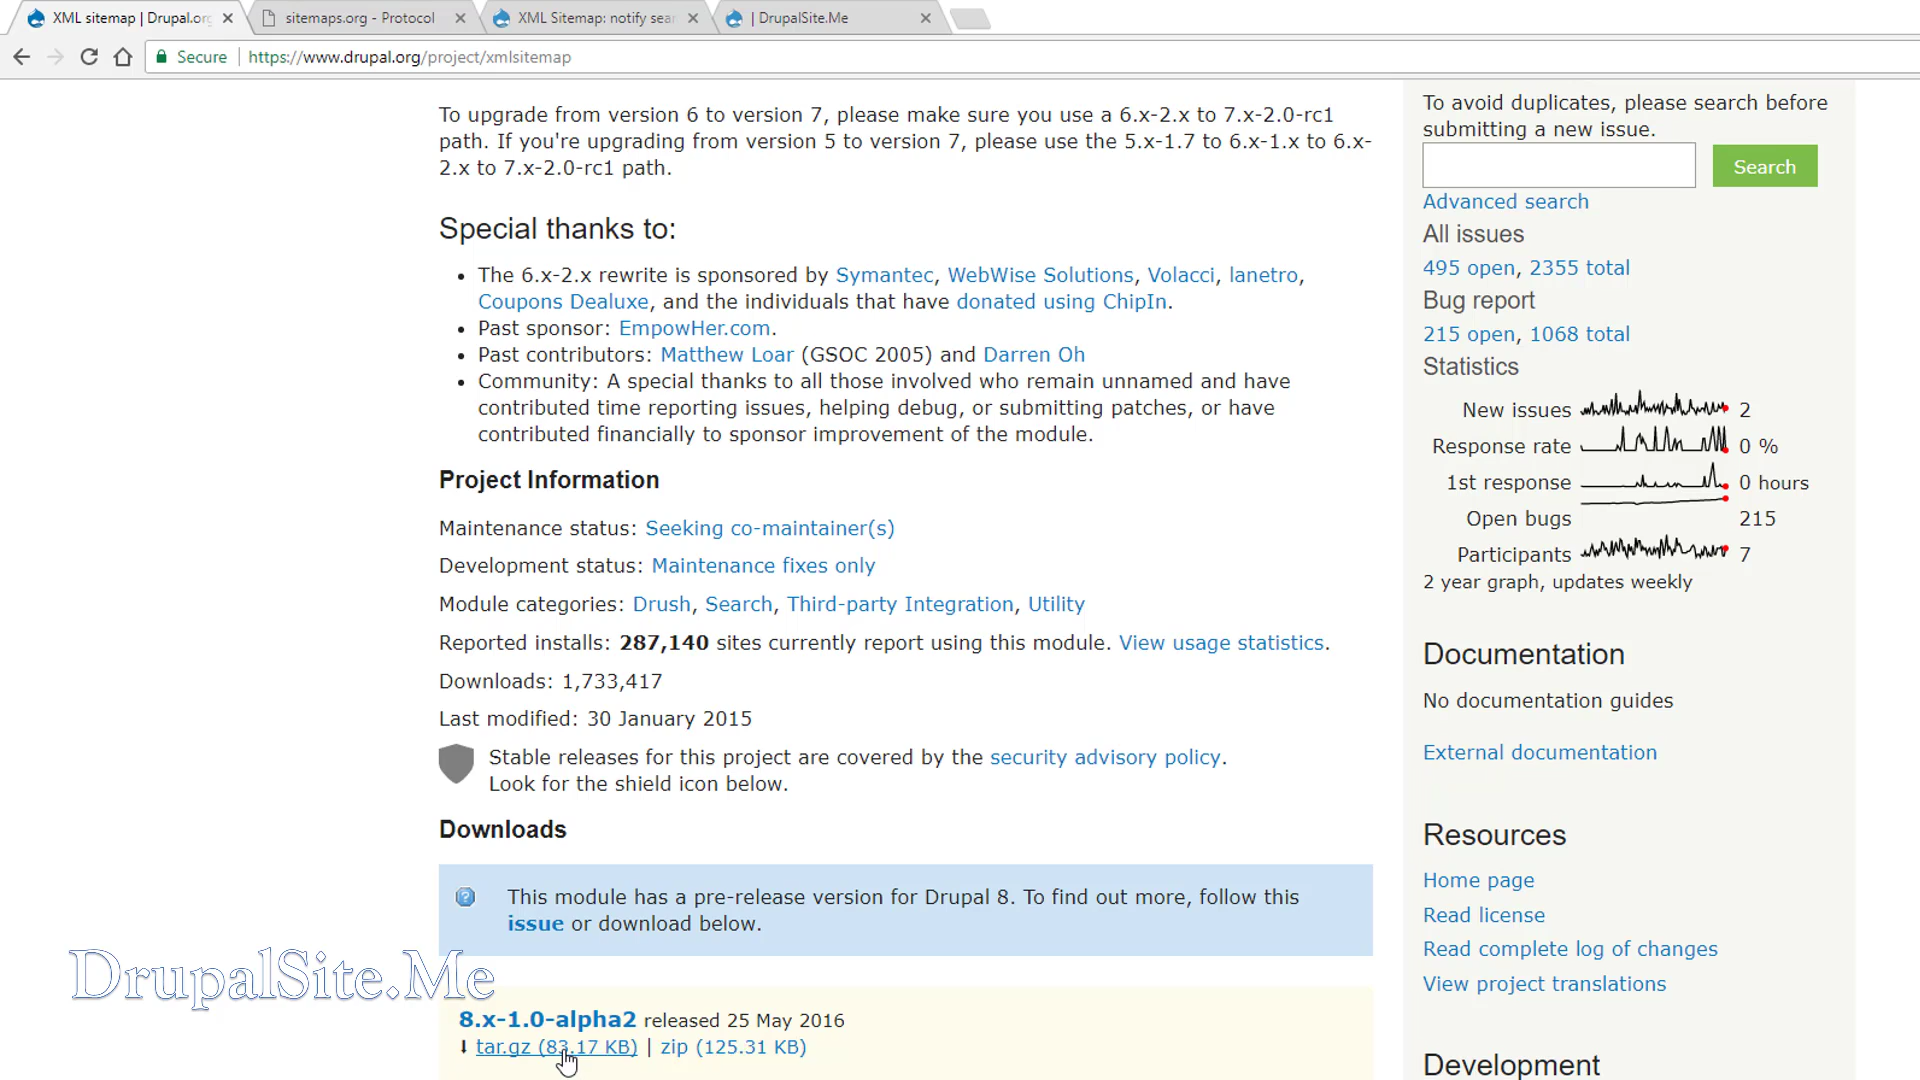 XML sitemap | Drupal.org
sitemaps.org - Protocol
XML Sitemap: notify sear
| DrupalSite.Me
Secure
https://www.drupal.org/project/xmlsitemap
To upgrade from version 6 to version 7, please make sure you use a 6.x-2.x to 7.x-2.0-rc1
path. If you're upgrading from version 5 to version 7, please use the 5.x-1.7 to 6.x-1.x to 6.x-
2.x to 7.x-2.0-rc1 path.
Special thanks to:
• The 6.x-2.x rewrite is sponsored by Symantec, WebWise Solutions, Volacci, lanetro,
Coupons Dealuxe, and the individuals that have donated using ChipIn.
• Past sponsor: EmpowHer.com.
• Past contributors: Matthew Loar (GSOC 2005) and Darren Oh
• Community: A special thanks to all those involved who remain unnamed and have
contributed time reporting issues, helping debug, or submitting patches, or have
contributed financially to sponsor improvement of the module.
Project Information
Maintenance status: Seeking co-maintainer(s)
Development status: Maintenance fixes only
Module categories: Drush, Search, Third-party Integration, Utility
Reported installs: 287,140 sites currently report using this module. View usage statistics.
Downloads: 1,733,417
Last modified: 30 January 2015
Stable releases for this project are covered by the security advisory policy.
Look for the shield icon below.
Downloads
This module has a pre-release version for Drupal 8. To find out more, follow this
issue or download below.
DrupalSite.Me
8.x-1.0-alpha2 released 25 May 2016
tar.gz (83.17 KB) | zip (125.31 KB)
To avoid duplicates, please search before
submitting a new issue.
Search
Advanced search
All issues
495 open, 2355 total
Bug report
215 open, 1068 total
Statistics
New issues 2
Response rate 0 %
1st response 0 hours
Open bugs 215
Participants 7
2 year graph, updates weekly
Documentation
No documentation guides
External documentation
Resources
Home page
Read license
Read complete log of changes
View project translations
Development